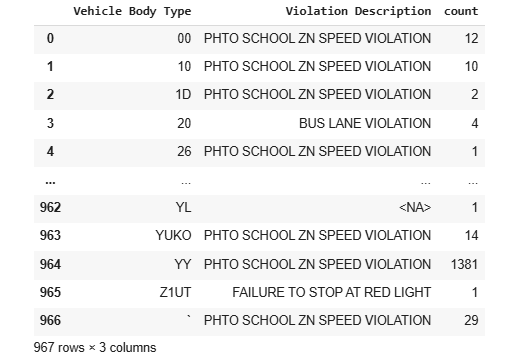 Vehicle Body Type Violation Description count
0 00 PHTO SCHOOL ZN SPEED VIOLATION 12
1 10 PHTO SCHOOL ZN SPEED VIOLATION 10
2 1D PHTO SCHOOL ZN SPEED VIOLATION 2
3 20 BUS LANE VIOLATION 4
4 26 PHTO SCHOOL ZN SPEED VIOLATION 1
... ... ... ...
962 YL <NA> 1
963 YUKO PHTO SCHOOL ZN SPEED VIOLATION 14
964 YY PHTO SCHOOL ZN SPEED VIOLATION 1381
965 Z1UT FAILURE TO STOP AT RED LIGHT 1
966 ` PHTO SCHOOL ZN SPEED VIOLATION 29
967 rows × 3 columns